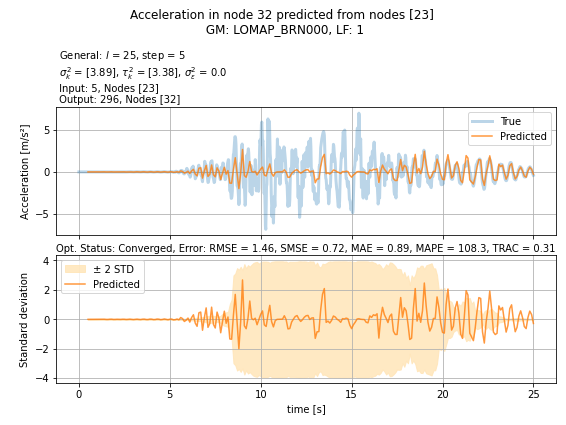 Acceleration in node 32 predicted from nodes [23]
GM: LOMAP_BRN000, LF: 1
General: l = 25, step = 5
σ²ₖ = [3.89], τ²ₖ = [3.38], σ²ε = 0.0
Input: 5, Nodes [23]
Output: 296, Nodes [32]
Acceleration [m/s²]
5
0
−5
True
Predicted
Opt. Status: Converged, Error: RMSE = 1.46, SMSE = 0.72, MAE = 0.89, MAPE = 108.3, TRAC = 0.31
Standard deviation
4
2
0
−2
−4
± 2 STD
Predicted
0 5 10 15 20 25
time [s]